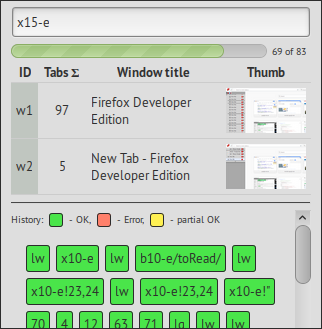 x15-e
69 of 83
ID Tabs Σ Window title Thumb
w1 97 Firefox Developer
Edition
w2 5 New Tab - Firefox
Developer Edition
History: - OK, - Error, - partial OK
lw x10-e lw b10-e/toRead/ lw
x10-e!23,24 lw x10-e!23,24 x10-e!"
70 4 12 63 71 lq lw lw